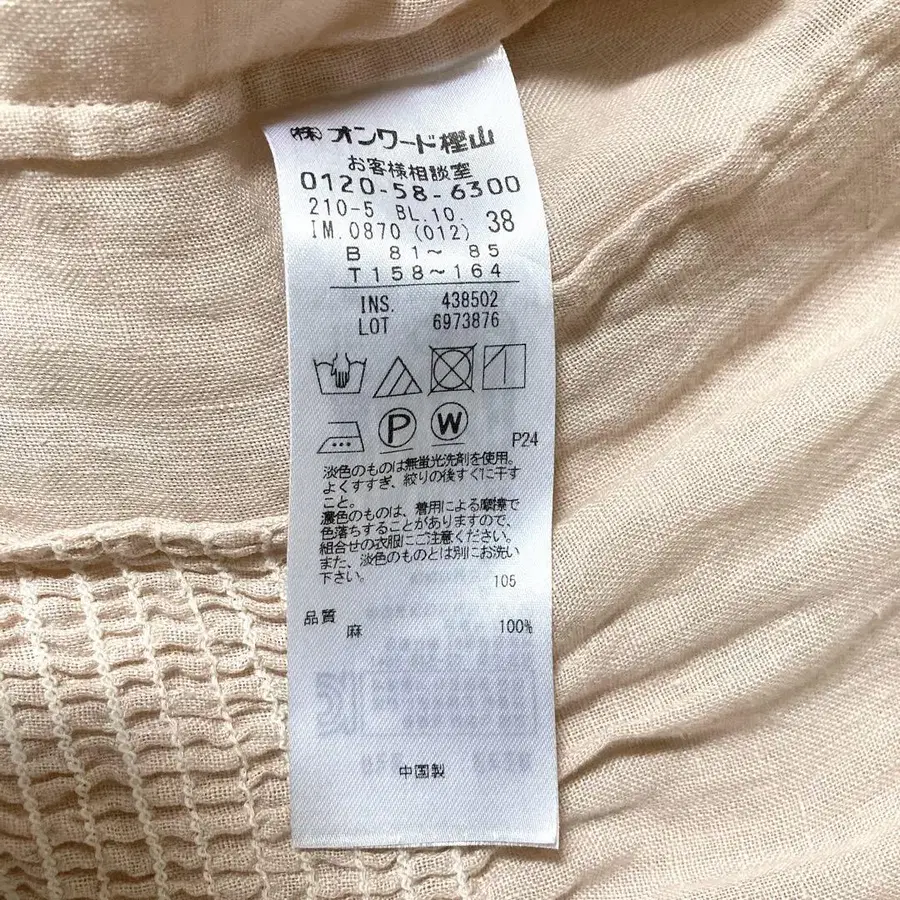 ㈱オンワード樫山
お客様相談室
0120-58-6300
210-5 BL.10. 38
IM.0870 (012)
B 81〜 85
T158〜164
INS. 438502
LOT 6973876
P W
P24
淡色のものは無蛍光洗剤を使用。
よくすすぎ、絞りの後すぐに干す
こと。
濃色のものは、着用による摩擦で
色落ちすることがありますので、
組合せの衣服にご注意ください。
また、淡色のものとは別にお洗い
下さい。
105
品質
麻 100%
中国製